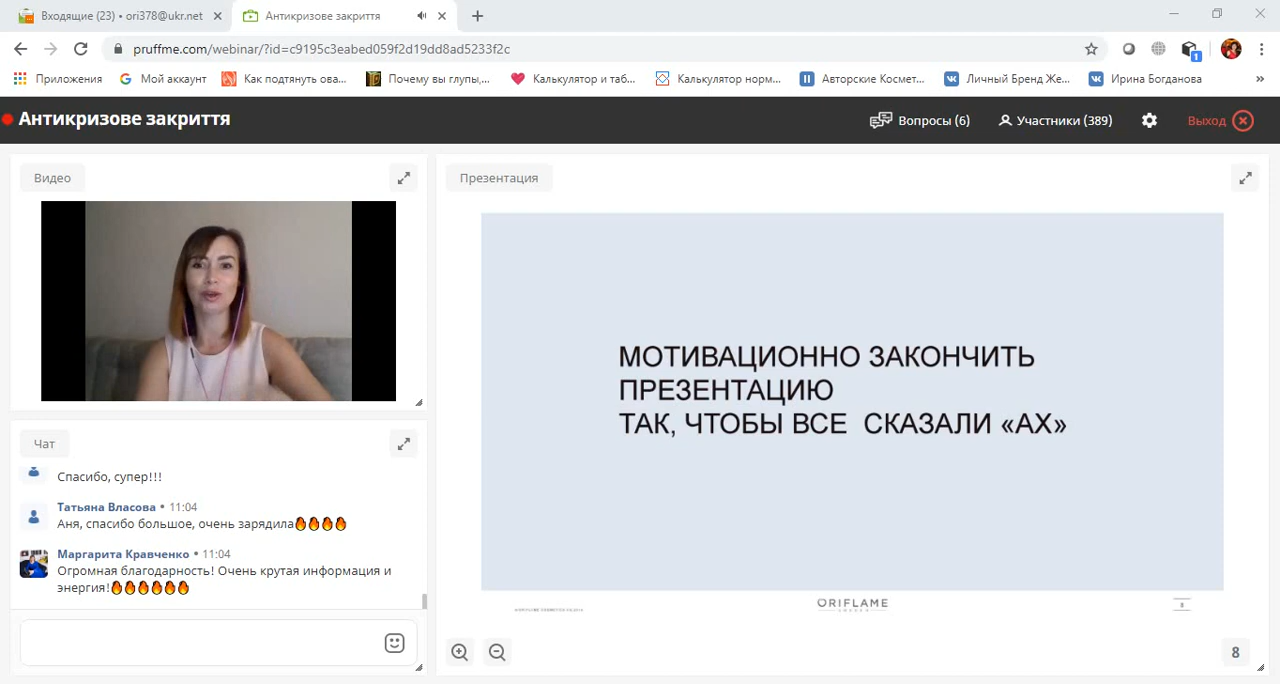 Входящие (23) • ori378@ukr.net
Антикризове закриття
pruffme.com/webinar/?id=c9195c3eabed059f2d19dd8ad5233f2c
1
Приложения
Мой аккаунт
Как подтянуть ова...
Почему вы глупы,...
Калькулятор и таб...
Калькулятор норм...
Авторские Космет...
Личный Бренд Же...
Ирина Богданова
»
Антикризове закриття
Вопросы (6)
Участники (389)
Выход
Видео
Презентация
МОТИВАЦИОННО ЗАКОНЧИТЬ
ПРЕЗЕНТАЦИЮ
ТАК, ЧТОБЫ ВСЕ СКАЗАЛИ «АХ»
ORIFLAME
SWEDEN
8
Чат
Спасибо, супер!!!
Татьяна Власова • 11:04
Аня, спасибо большое, очень зарядила🔥🔥🔥🔥
Маргарита Кравченко • 11:04
Огромная благодарность! Очень крутая информация и
энергия!🔥🔥🔥🔥🔥🔥
8